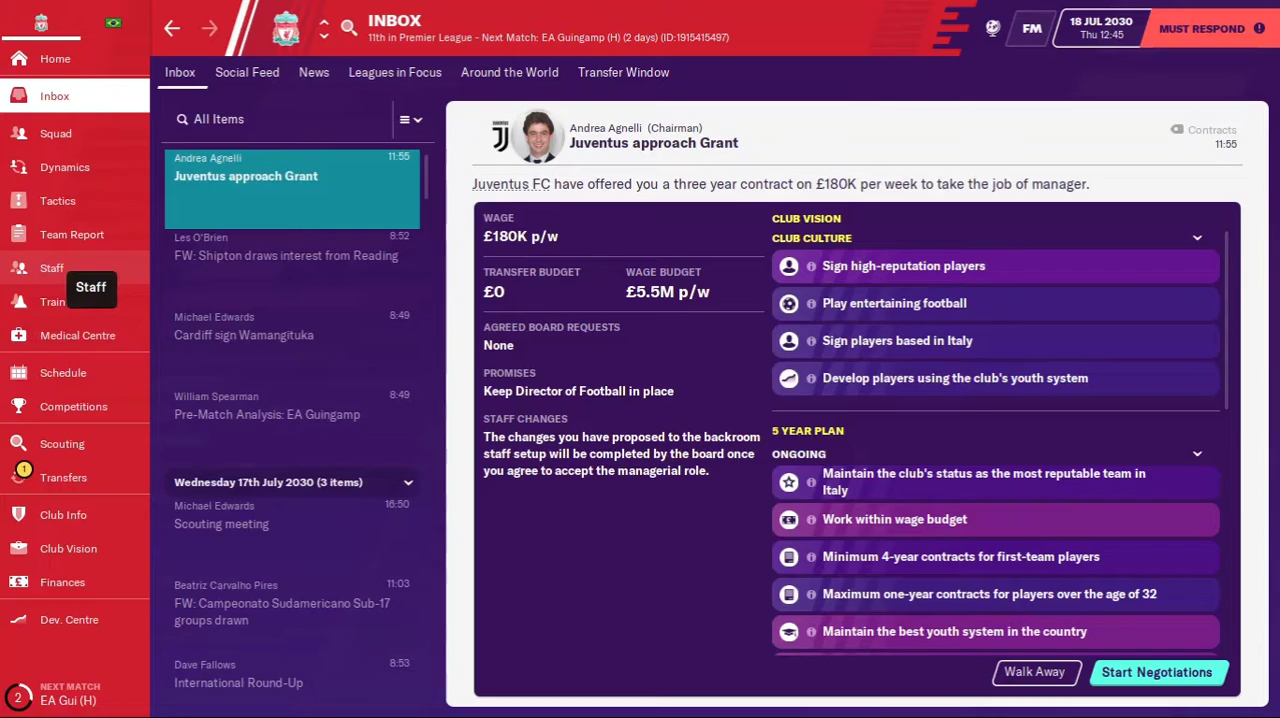 INBOX
11th in Premier League - Next Match: EA Guingamp (H) (2 days) (ID:1915415497)
FM
18 JUL 2030
Thu 12:45
MUST RESPOND
Home
Inbox
Squad
Dynamics
Tactics
Team Report
Staff
Staff
Train
Medical Centre
Schedule
Competitions
Scouting
1
Transfers
Club Info
Club Vision
Finances
Dev. Centre
2
NEXT MATCH
EA Gui (H)
Inbox
Social Feed
News
Leagues in Focus
Around the World
Transfer Window
All Items
Andrea Agnelli 11:55
Juventus approach Grant
Les O'Brien 8:52
FW: Shipton draws interest from Reading
Michael Edwards 8:49
Cardiff sign Wamangituka
William Spearman 8:49
Pre-Match Analysis: EA Guingamp
Wednesday 17th July 2030 (3 items)
Michael Edwards 16:50
Scouting meeting
Beatriz Carvalho Pires 11:03
FW: Campeonato Sudamericano Sub-17
groups drawn
Dave Fallows 8:53
International Round-Up
Andrea Agnelli (Chairman)
Juventus approach Grant
Contracts
11:55
Juventus FC have offered you a three year contract on £180K per week to take the job of manager.
WAGE
£180K p/w
TRANSFER BUDGET
£0
WAGE BUDGET
£5.5M p/w
AGREED BOARD REQUESTS
None
PROMISES
Keep Director of Football in place
STAFF CHANGES
The changes you have proposed to the backroom
staff setup will be completed by the board once
you agree to accept the managerial role.
CLUB VISION
CLUB CULTURE
Sign high-reputation players
Play entertaining football
Sign players based in Italy
Develop players using the club's youth system
5 YEAR PLAN
ONGOING
Maintain the club's status as the most reputable team in
Italy
Work within wage budget
Minimum 4-year contracts for first-team players
Maximum one-year contracts for players over the age of 32
Maintain the best youth system in the country
Walk Away
Start Negotiations